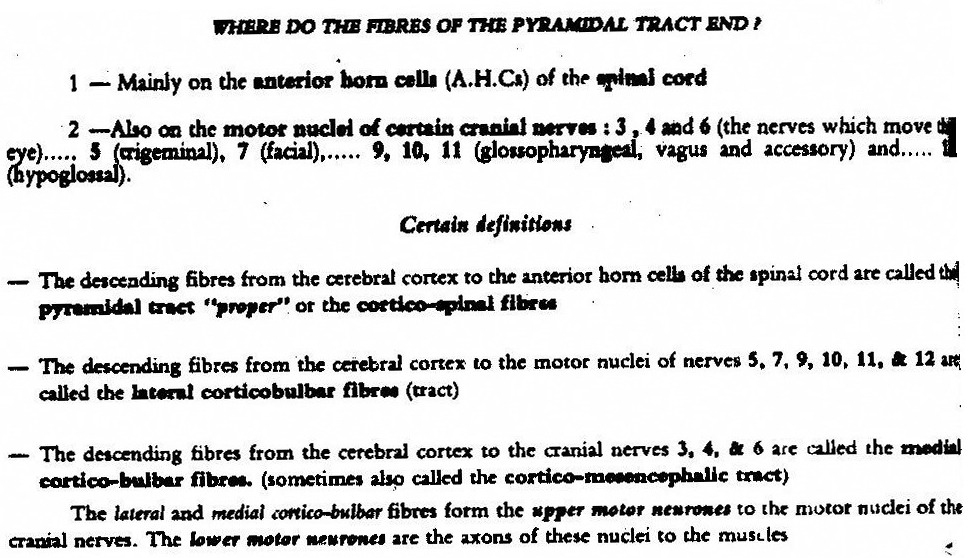 WHERE DO THE FIBRES OF THE PYRAMIDAL TRACT END ?
1 — Mainly on the anterior horn cells (A.H.Cs) of the spinal cord
2 —Also on the motor nuclei of certain cranial nerves : 3 , 4 and 6 (the nerves which move the
eye)..... 5 (trigeminal), 7 (facial),..... 9, 10, 11 (glossopharyngeal, vagus and accessory) and.....
(hypoglossal).
Certain definitions
— The descending fibres from the cerebral cortex to the anterior horn cells of the spinal cord are called the
pyramidal tract "proper" or the cortico-spinal fibres
— The descending fibres from the cerebral cortex to the motor nuclei of nerves 5, 7, 9, 10, 11, & 12 are
called the lateral corticobulbar fibres (tract)
— The descending fibres from the cerebral cortex to the cranial nerves 3, 4, & 6 are called the medial
cortico-bulbar fibres. (sometimes also called the cortico-mesencephalic tract)
The lateral and medial cortico-bulbar fibres form the upper motor neurones to the motor nuclei of the
cranial nerves. The lower motor neurones are the axons of these nuclei to the muscles